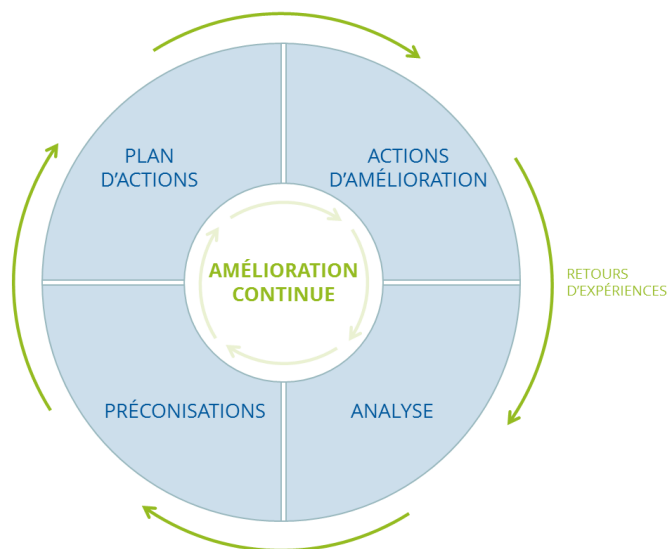 PLAN
D’ACTIONS
ACTIONS
D’AMÉLIORATION
AMÉLIORATION
CONTINUE
RETOURS
D’EXPÉRIENCES
PRÉCONISATIONS
ANALYSE